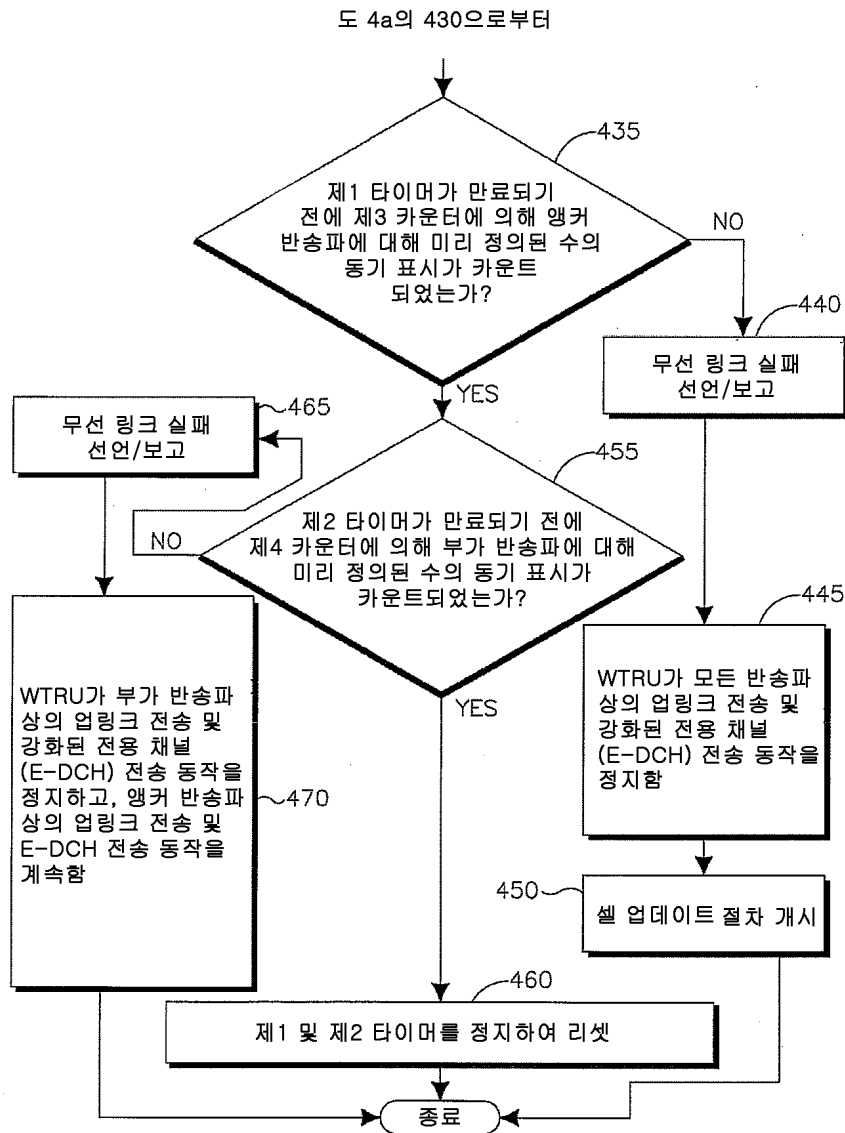 도 4a의 430으로부터
435
제1 타이머가 만료되기
전에 제3 카운터에 의해 앵커
반송파에 대해 미리 정의된 수의
동기 표시가 카운트
되었는가?
NO
440
무선 링크 실패
선언/보고
YES
465
무선 링크 실패
선언/보고
455
제2 타이머가 만료되기 전에
제4 카운터에 의해 부가 반송파에 대해
미리 정의된 수의 동기 표시가
카운트되었는가?
NO
445
WTRU가 모든 반송파
상의 업링크 전송 및
강화된 전용 채널
(E-DCH) 전송 동작을
정지함
YES
WTRU가 부가 반송파
상의 업링크 전송 및
강화된 전용 채널
(E-DCH) 전송 동작을
정지하고, 앵커 반송파
상의 업링크 전송 및
E-DCH 전송 동작을
계속함
470
450
셀 업데이트 절차 개시
460
제1 및 제2 타이머를 정지하여 리셋
종료